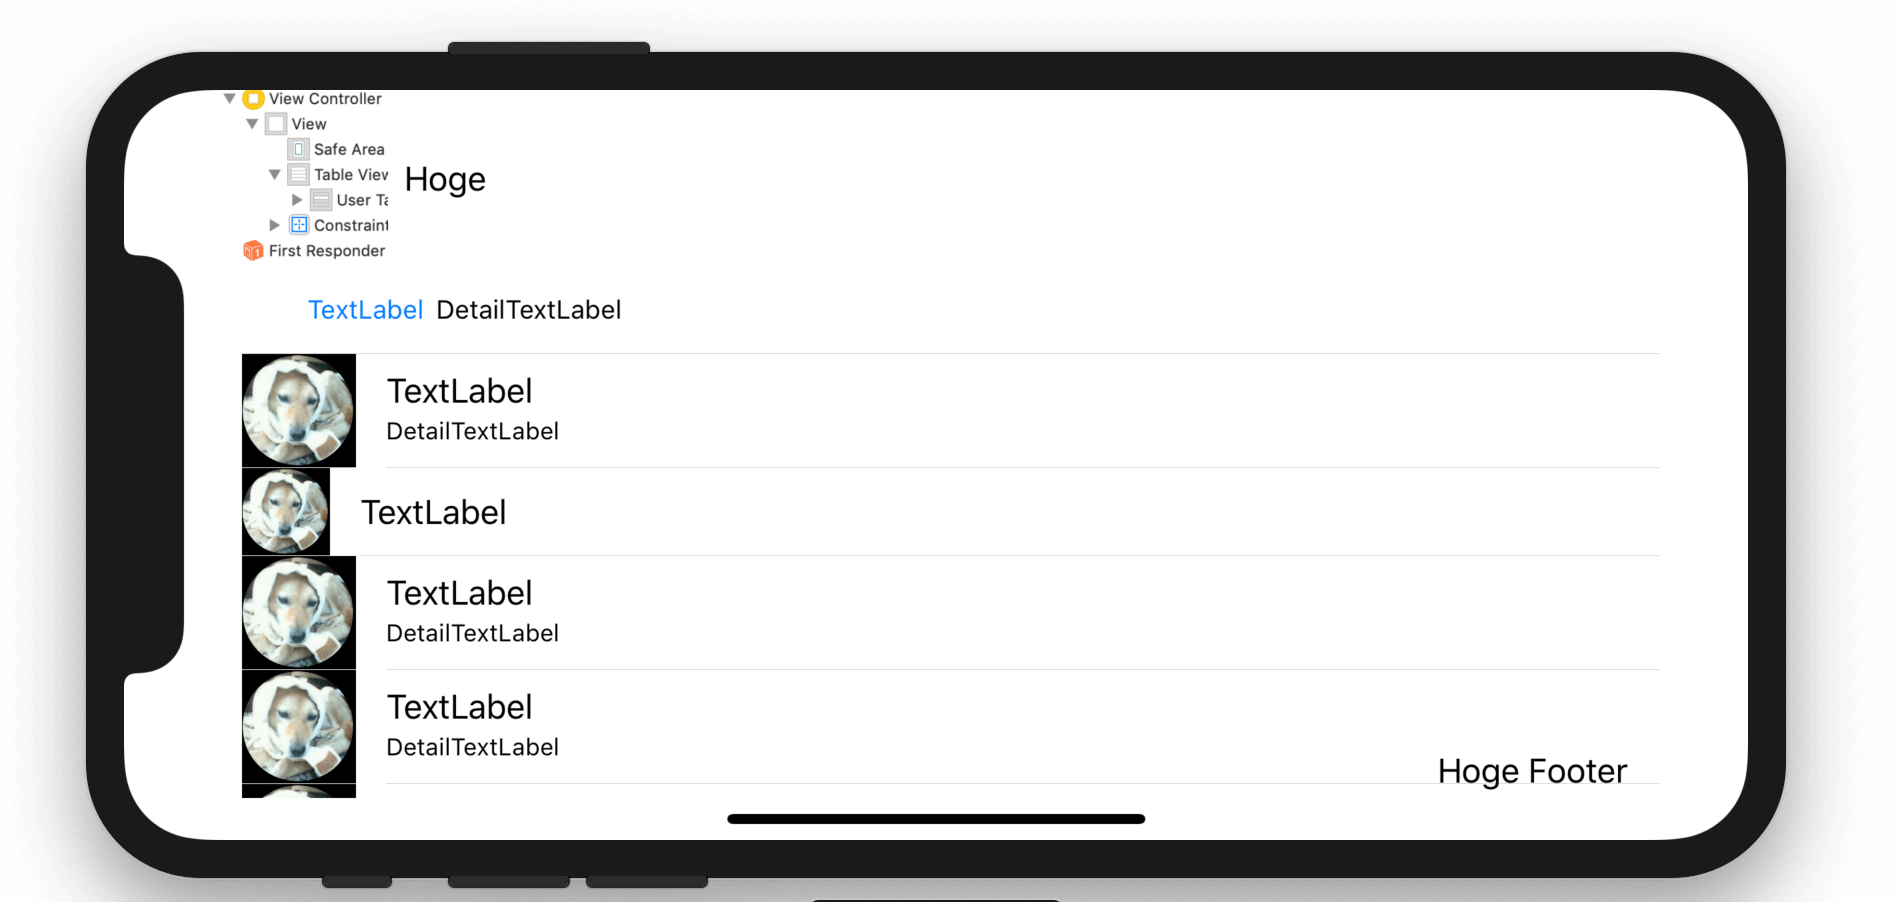 View Controller
View
Safe Area
Table View
User Ta
Constraint
First Responder
Hoge
TextLabel DetailTextLabel
TextLabel
DetailTextLabel
TextLabel
TextLabel
DetailTextLabel
TextLabel
DetailTextLabel
Hoge Footer